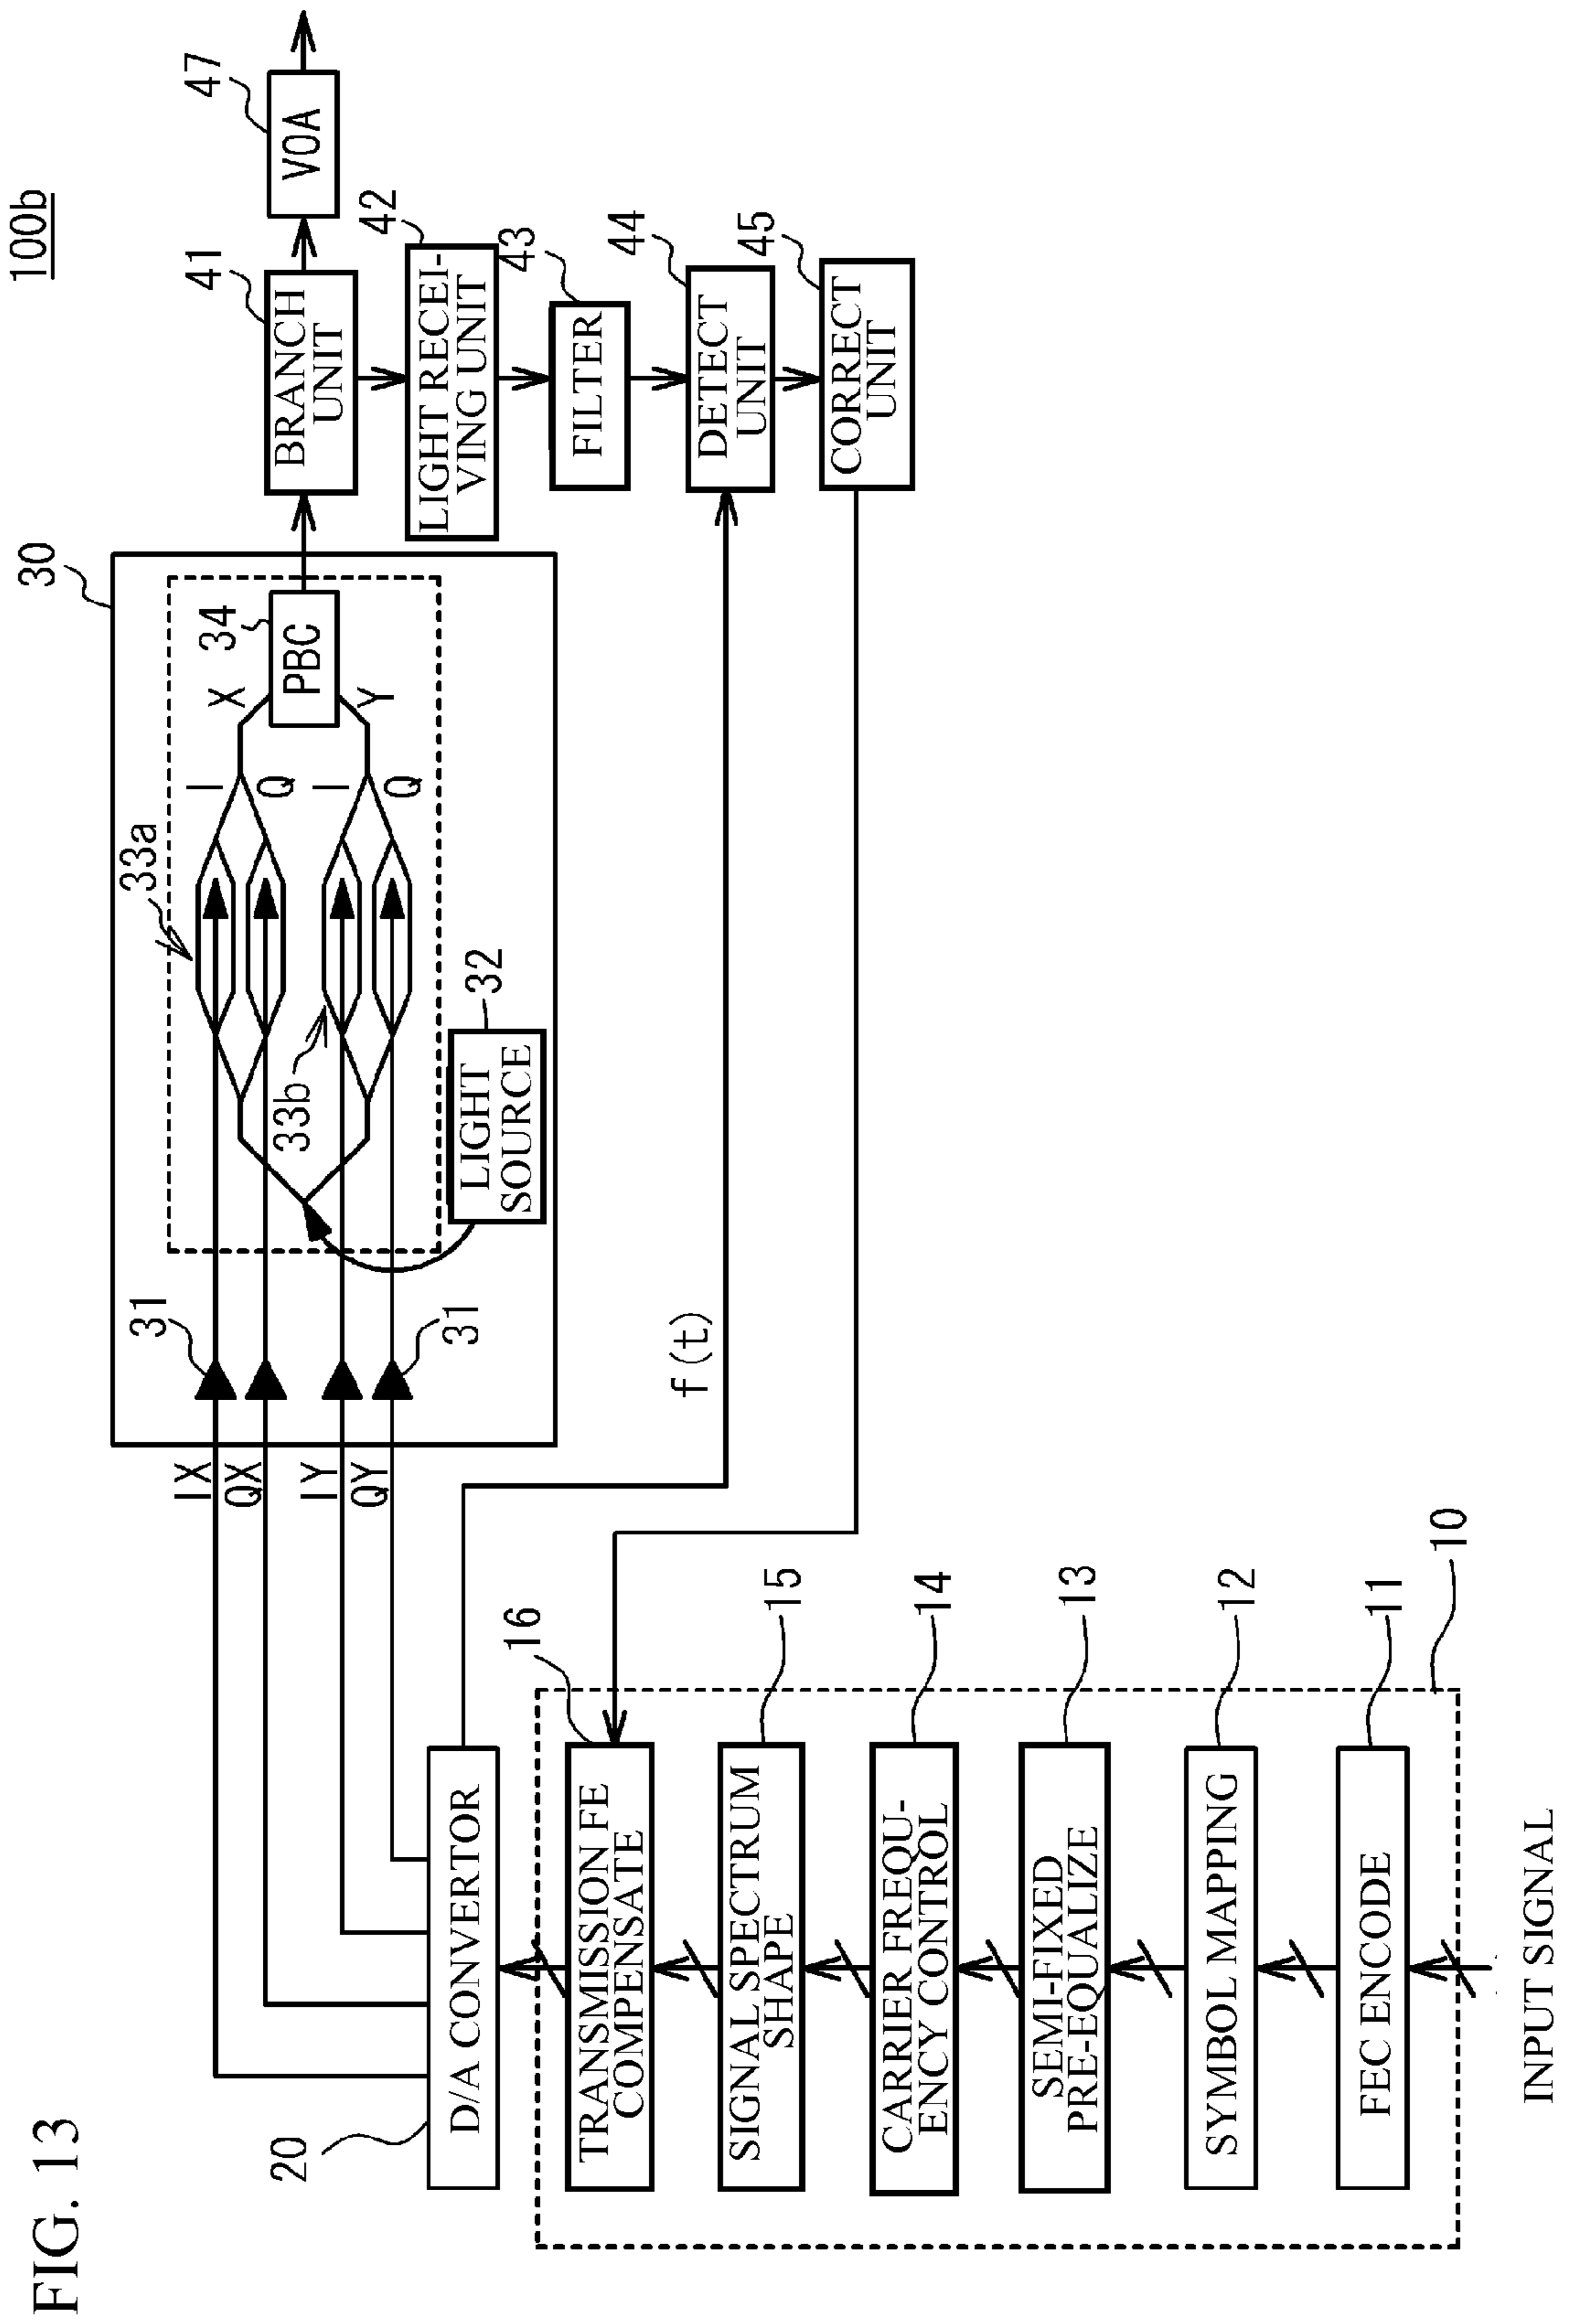 FIG. 13
100b
INPUT SIGNAL
10
FEC ENCODE
11
SYMBOL MAPPING
12
SEMI-FIXED
PRE-EQUALIZE
13
CARRIER FREQU-
ENCY CONTROL
14
SIGNAL SPECTRUM
SHAPE
15
TRANSMISSION FE
COMPENSATE
16
D/A CONVERTOR
20
IX
QX
IY
QY
30
31
31
LIGHT
SOURCE
32
33a
33b
I
Q
I
Q
X
Y
PBC
34
BRANCH
UNIT
41
VOA
47
LIGHT RECEI-
VING UNIT
42
FILTER
43
DETECT
UNIT
44
CORRECT
UNIT
45
f(t)